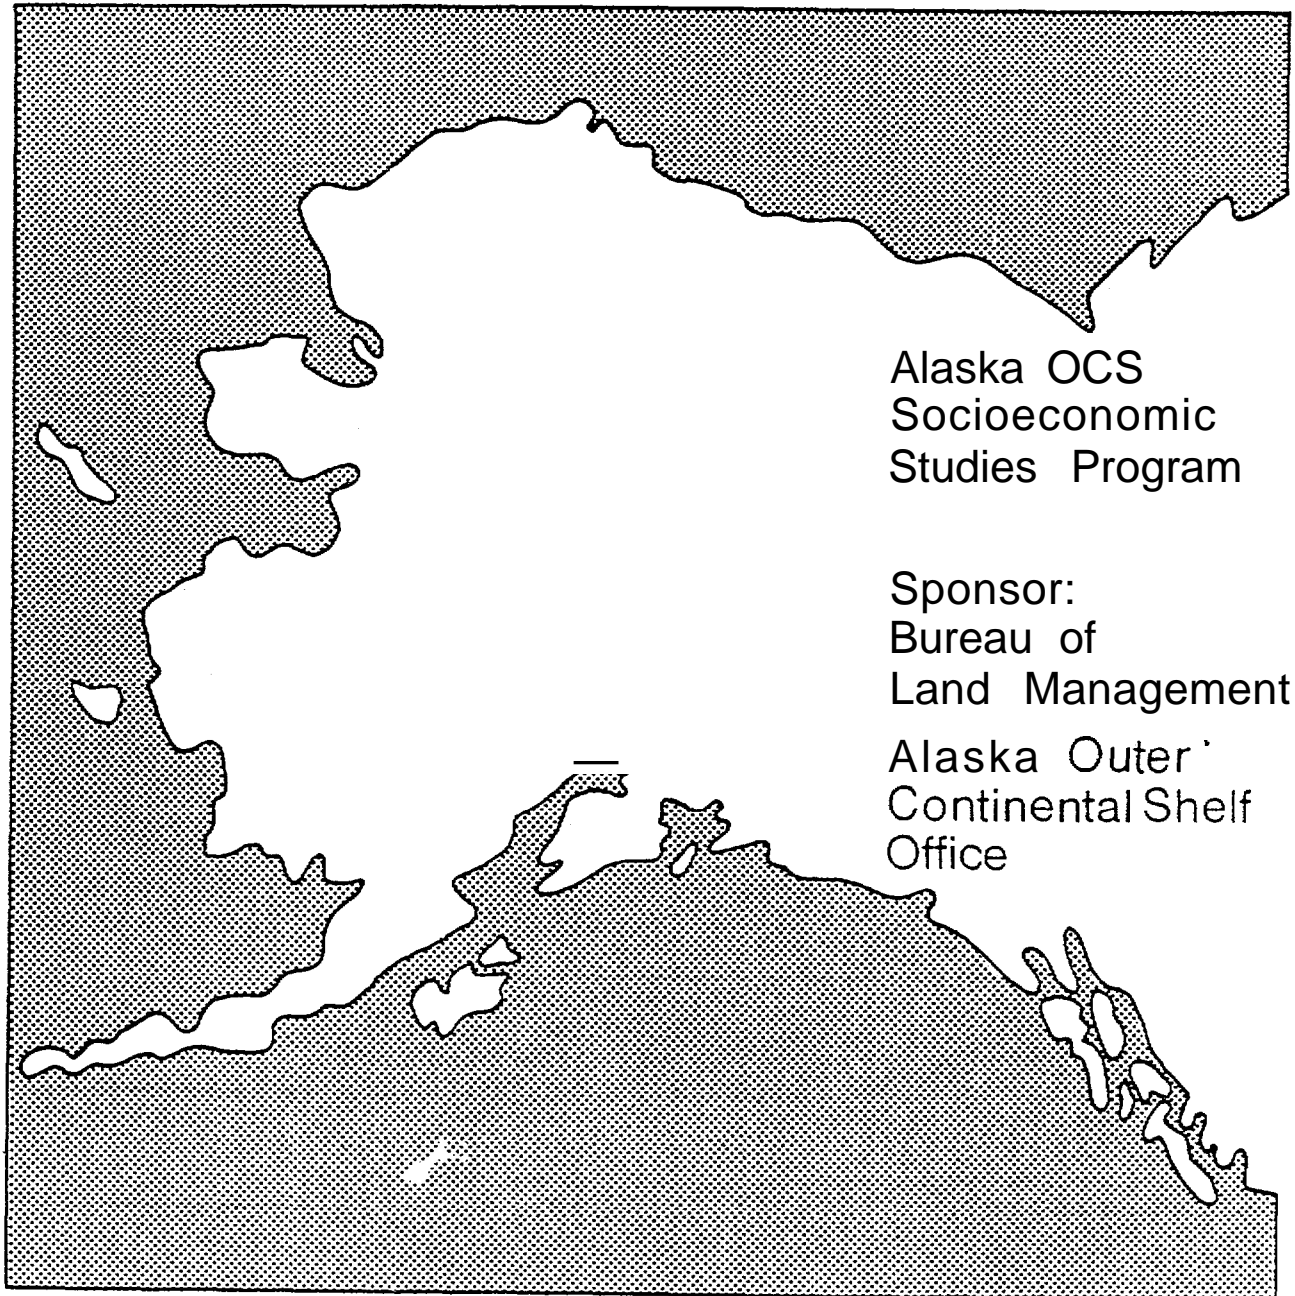 Alaska OCS
Socioeconomic
Studies Program
Sponsor:
Bureau of
Land Management
Alaska Outer
Continental Shelf
Office